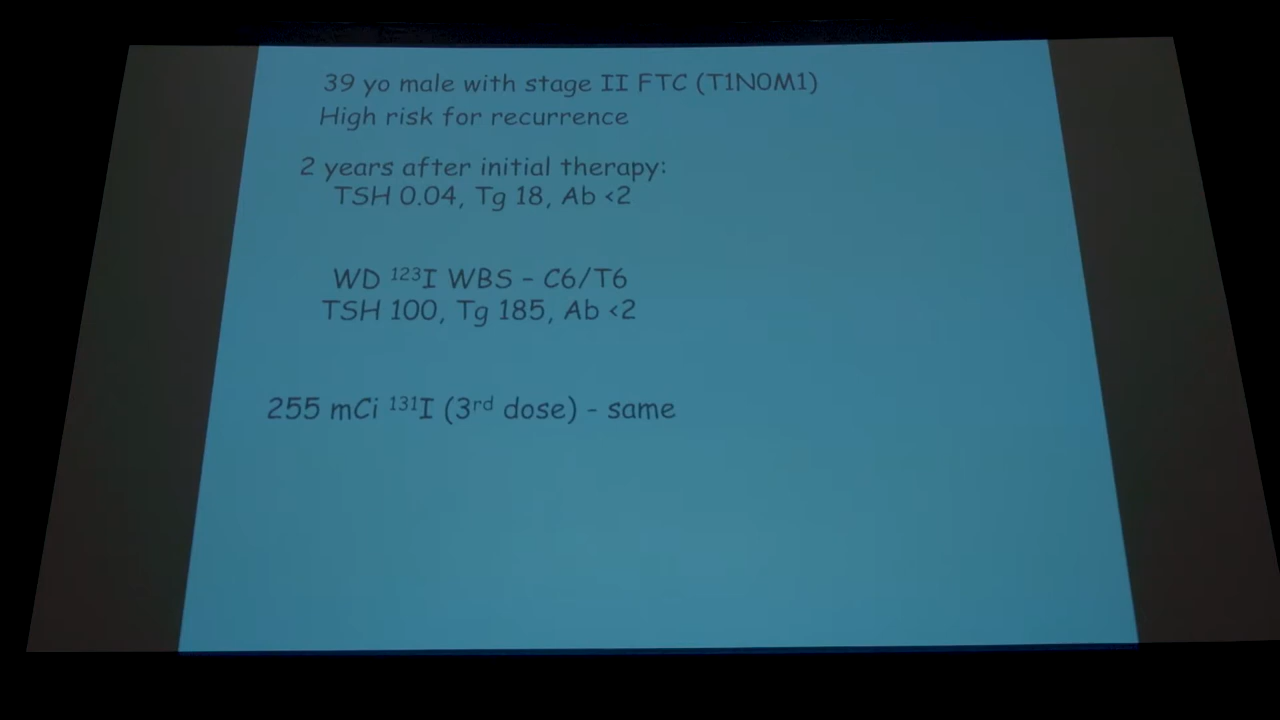 39 yo male with stage II FTC (T1N0M1)
High risk for recurrence
2 years after initial therapy:
TSH 0.04, Tg 18, Ab <2
WD ¹²³I WBS – C6/T6
TSH 100, Tg 185, Ab <2
255 mCi ¹³¹I (3ʳᵈ dose) - same